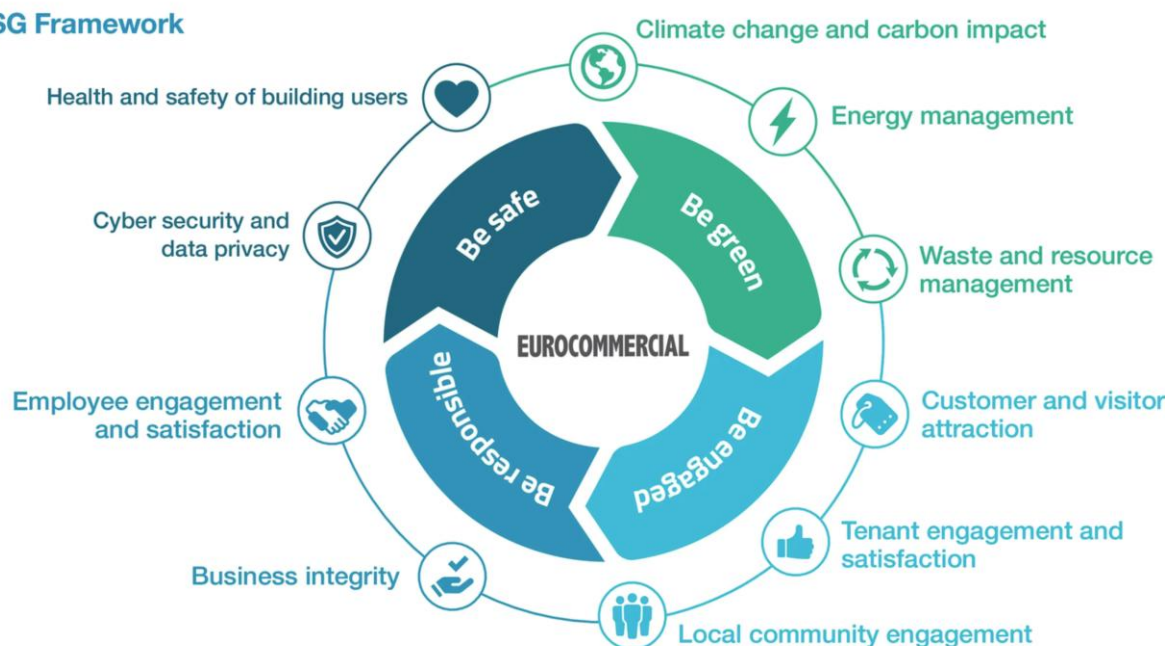 SG Framework
Climate change and carbon impact
Energy management
Waste and resource
management
Customer and visitor
attraction
Tenant engagement and
satisfaction
Local community engagement
Business integrity
Employee engagement
and satisfaction
Cyber security and
data privacy
Health and safety of building users
Be safe
Be green
Be engaged
Be responsible
EUROCOMMERCIAL